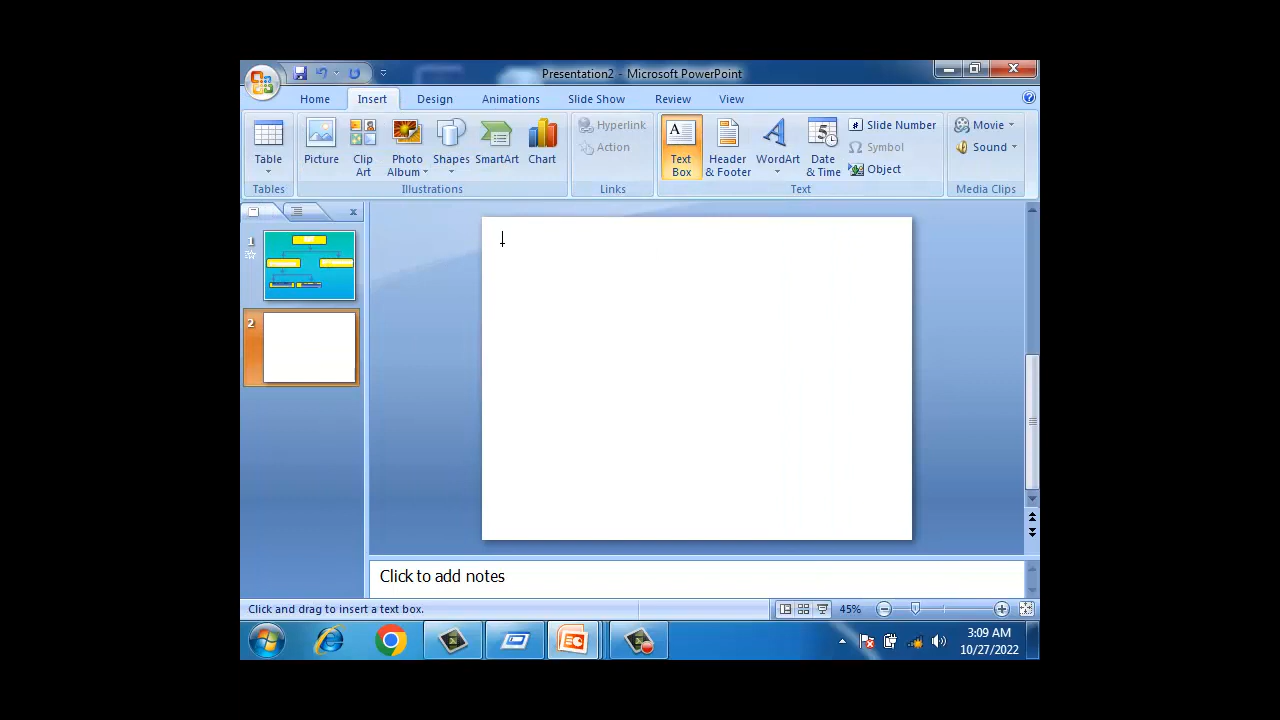 Presentation2 - Microsoft PowerPoint
Home Insert Design Animations Slide Show Review View
Table
Picture
Clip
Art
Photo
Album
Shapes
SmartArt
Chart
Hyperlink
Action
Text
Box
Header
& Footer
WordArt
Date
& Time
Slide Number
Symbol
Object
Movie
Sound
Tables Illustrations Links Text Media Clips
1
2
Click to add notes
Click and drag to insert a text box. 45%
3:09 AM
10/27/2022